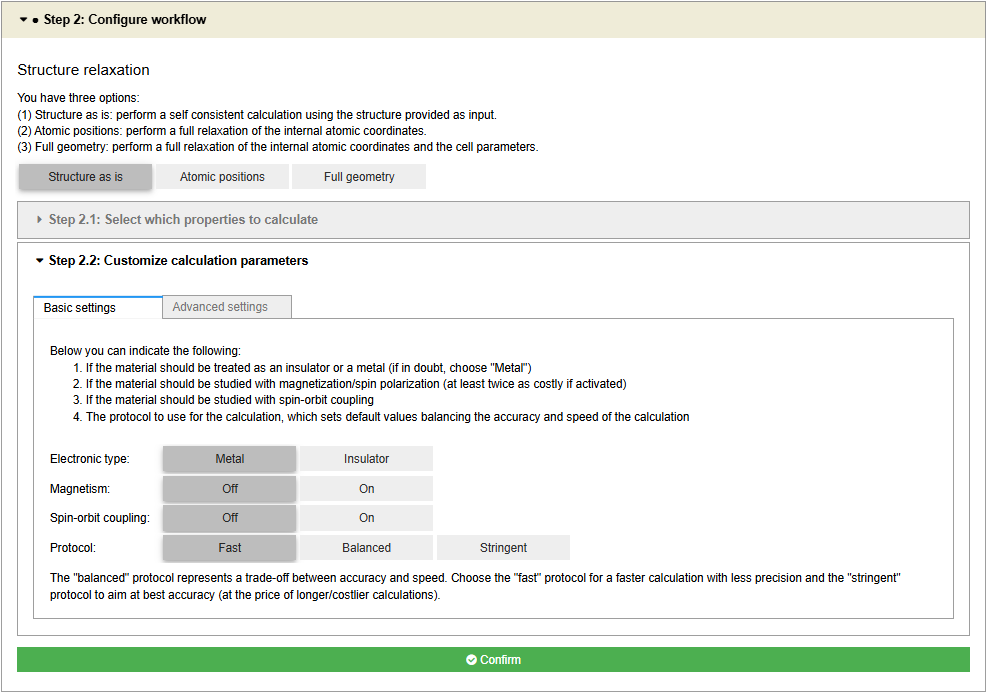 Step 2: Configure workflow
Structure relaxation
You have three options:
(1) Structure as is: perform a self consistent calculation using the structure provided as input.
(2) Atomic positions: perform a full relaxation of the internal atomic coordinates.
(3) Full geometry: perform a full relaxation of the internal atomic coordinates and the cell parameters.
Structure as is Atomic positions Full geometry
Step 2.1: Select which properties to calculate
Step 2.2: Customize calculation parameters
Basic settings Advanced settings
Below you can indicate the following:
1. If the material should be treated as an insulator or a metal (if in doubt, choose "Metal")
2. If the material should be studied with magnetization/spin polarization (at least twice as costly if activated)
3. If the material should be studied with spin-orbit coupling
4. The protocol to use for the calculation, which sets default values balancing the accuracy and speed of the calculation
Electronic type: Metal Insulator
Magnetism: Off On
Spin-orbit coupling: Off On
Protocol: Fast Balanced Stringent
The "balanced" protocol represents a trade-off between accuracy and speed. Choose the "fast" protocol for a faster calculation with less precision and the "stringent"
protocol to aim at best accuracy (at the price of longer/costlier calculations).
Confirm